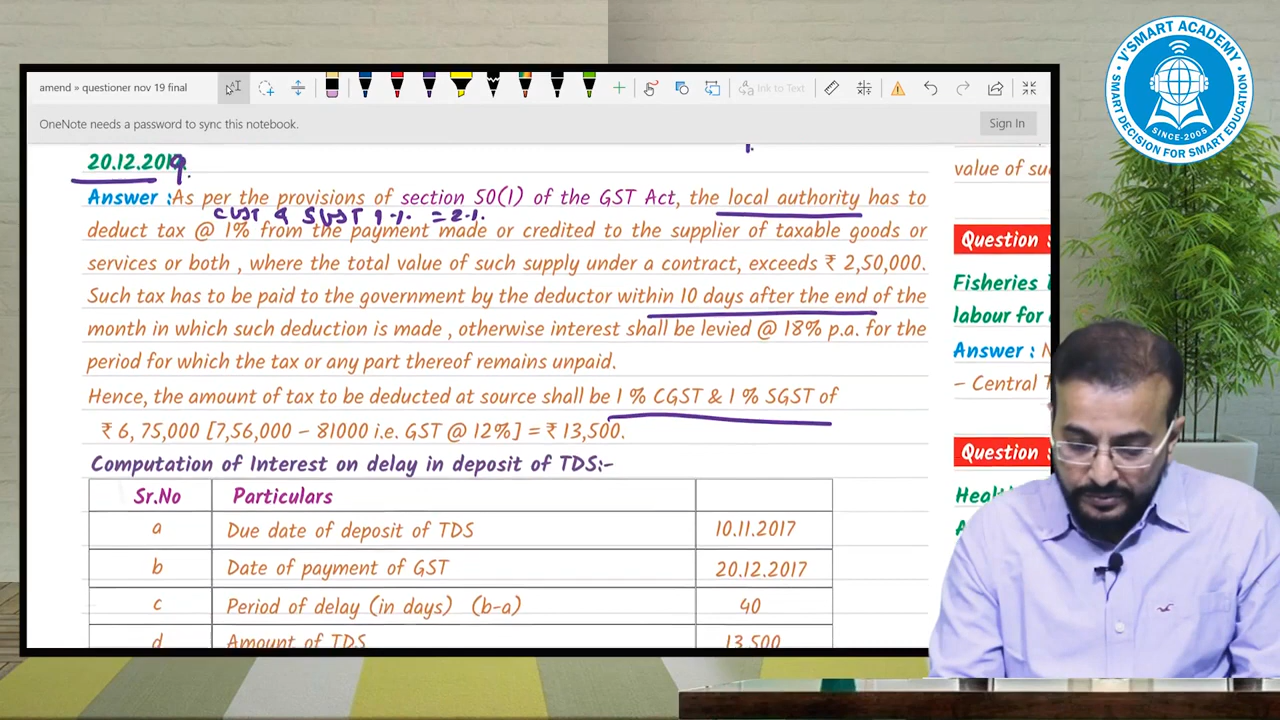 V'SMART ACADEMY
SMART DECISION FOR SMART EDUCATION
SINCE-2005
amend » questioner nov 19 final
Ink to Text
OneNote needs a password to sync this notebook.
Sign In
20.12.2019.
Answer :As per the provisions of section 50(1) of the GST Act, the local authority has to
CGST & SGST 1% = 2%.
deduct tax @ 1% from the payment made or credited to the supplier of taxable goods or
services or both , where the total value of such supply under a contract, exceeds ₹ 2,50,000.
Such tax has to be paid to the government by the deductor within 10 days after the end of the
month in which such deduction is made , otherwise interest shall be levied @ 18% p.a. for the
period for which the tax or any part thereof remains unpaid.
Hence, the amount of tax to be deducted at source shall be 1 % CGST & 1 % SGST of
₹ 6, 75,000 [7,56,000 – 81000 i.e. GST @ 12%] = ₹ 13,500.
Computation of Interest on delay in deposit of TDS:-
Sr.No Particulars
a Due date of deposit of TDS 10.11.2017
b Date of payment of GST 20.12.2017
c Period of delay (in days) (b-a) 40
d Amount of TDS 13,500
value of su
Question :
Fisheries
labour for
Answer :
– Central T
Question :
Heal